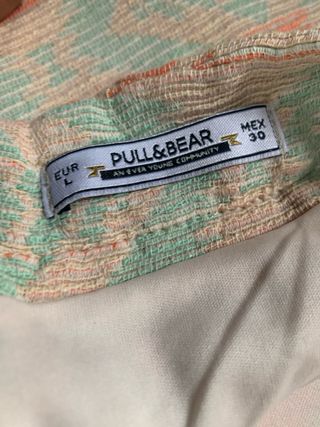 EUR
L
PULL&BEAR
AN EVER YOUNG COMMUNITY
MEX
30